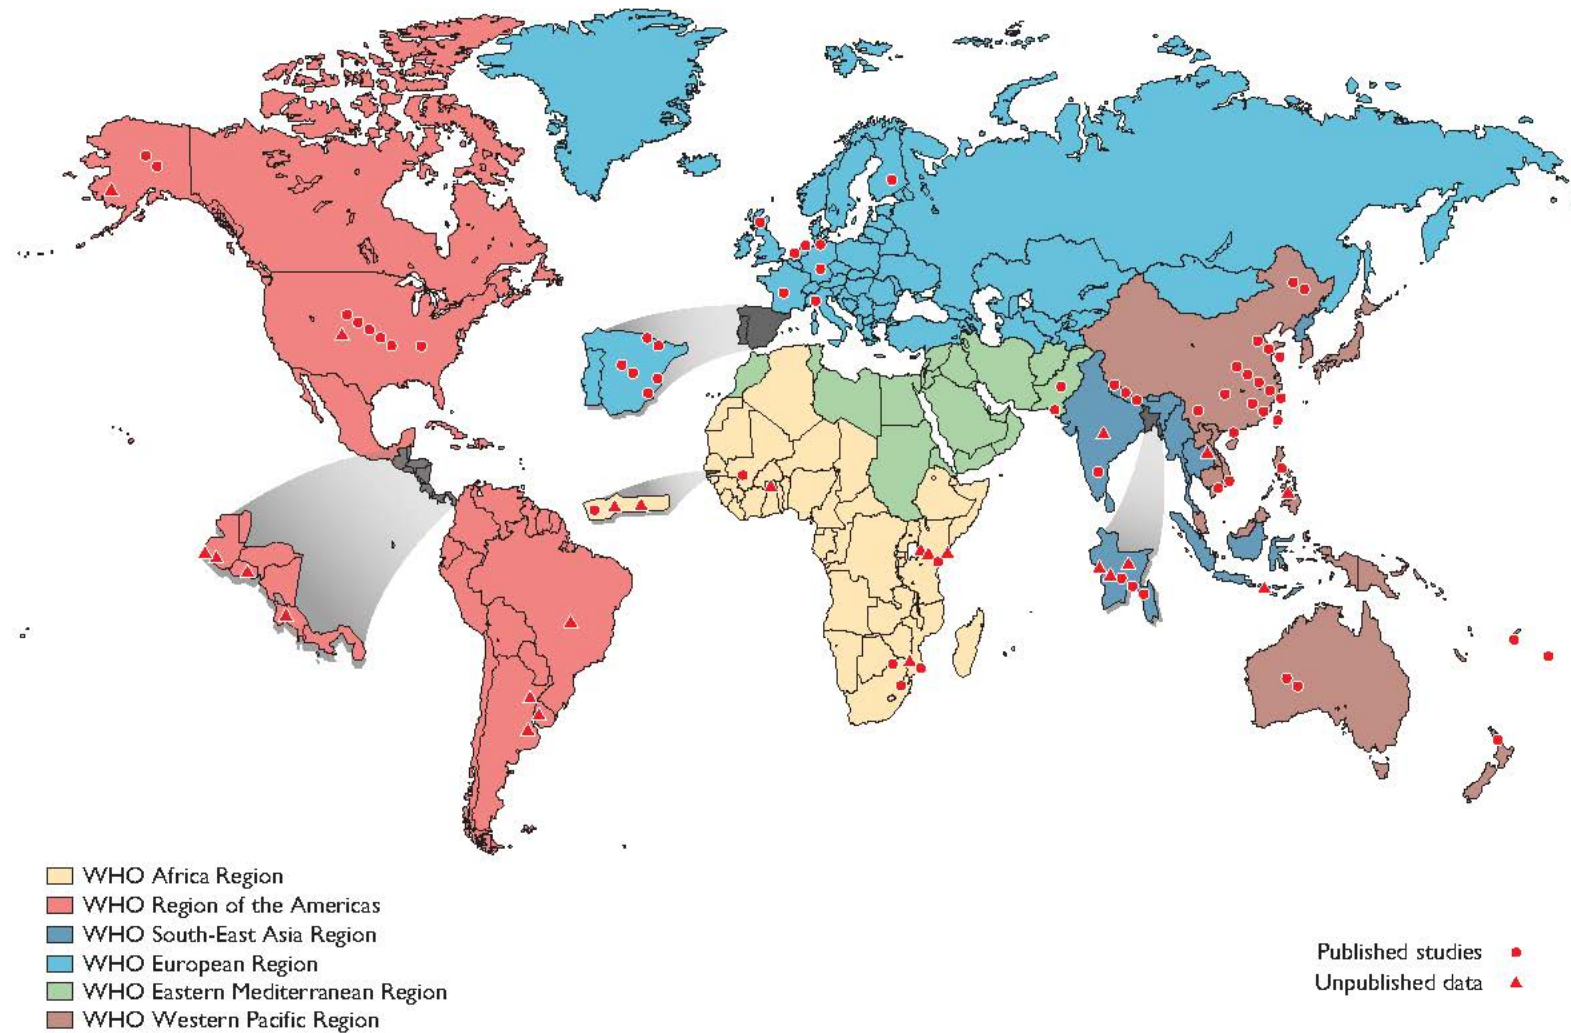 WHO Africa Region
WHO Region of the Americas
WHO South-East Asia Region
WHO European Region
WHO Eastern Mediterranean Region
WHO Western Pacific Region
Published studies
Unpublished data